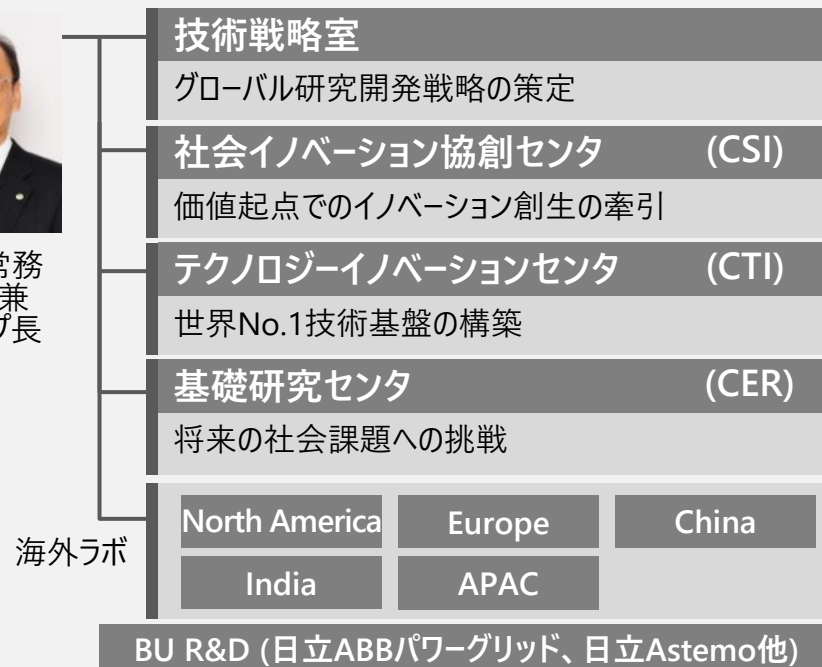 技術戦略室
グローバル研究開発戦略の策定
社会イノベーション協創センタ (CSI)
価値起点でのイノベーション創生の牽引
常務
兼
プ長
テクノロジーイノベーションセンタ (CTI)
世界No.1技術基盤の構築
基礎研究センタ (CER)
将来の社会課題への挑戦
海外ラボ
North America Europe China
India APAC
BU R&D (日立ABBパワーグリッド、日立Astemo他)